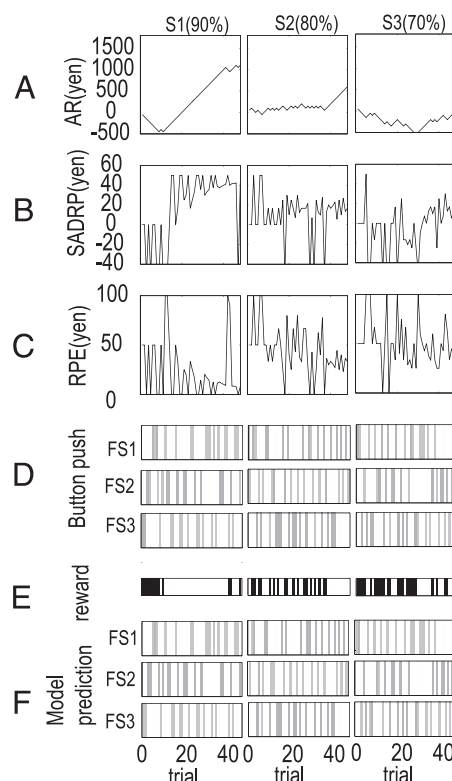 S1(90%) S2(80%) S3(70%)
A
AR(yen)
1500
1000
500
0
-500
B
SADRP(yen)
60
40
20
0
-20
-40
C
RPE(yen)
100
50
0
D
Button push
FS1
FS2
FS3
E
reward
F
Model prediction
FS1
FS2
FS3
0 20 40 0 20 40 0 20 40
trial trial trial